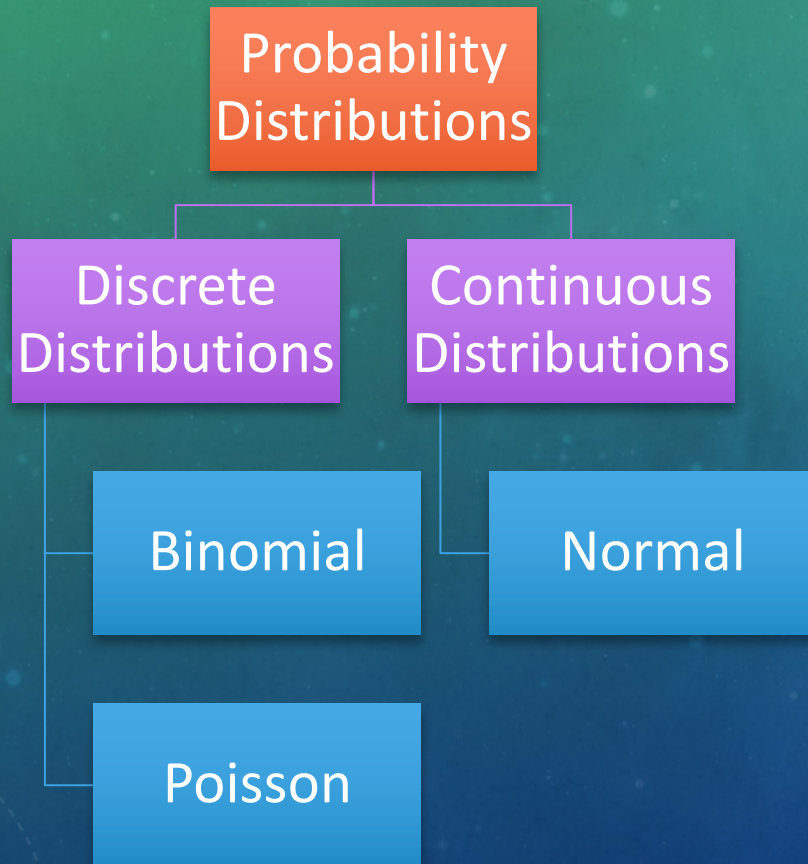 Probability
Distributions
Discrete
Distributions
Continuous
Distributions
Binomial
Normal
Poisson